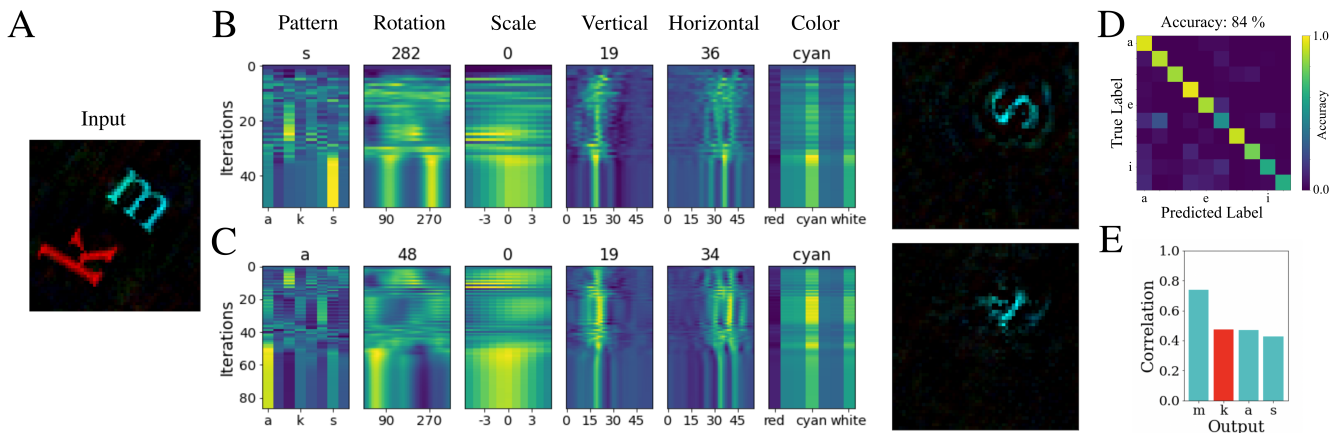 A
Input
m
k
B
Pattern Rotation Scale Vertical Horizontal Color
s 282 0 19 36 cyan
Iterations
0
20
40
a k s
90 270
-3 0 3
0 15 30 45
0 15 30 45
red cyan white
s
C
a 48 0 19 34 cyan
Iterations
0
20
40
60
80
a k s
90 270
-3 0 3
0 15 30 45
0 15 30 45
red cyan white
D
Accuracy: 84 %
True Label
a
e
i
a e i
Predicted Label
1.0
0.0
Accuracy
E
Correlation
1.0
0.8
0.6
0.4
0.2
0.0
m k a s
Output